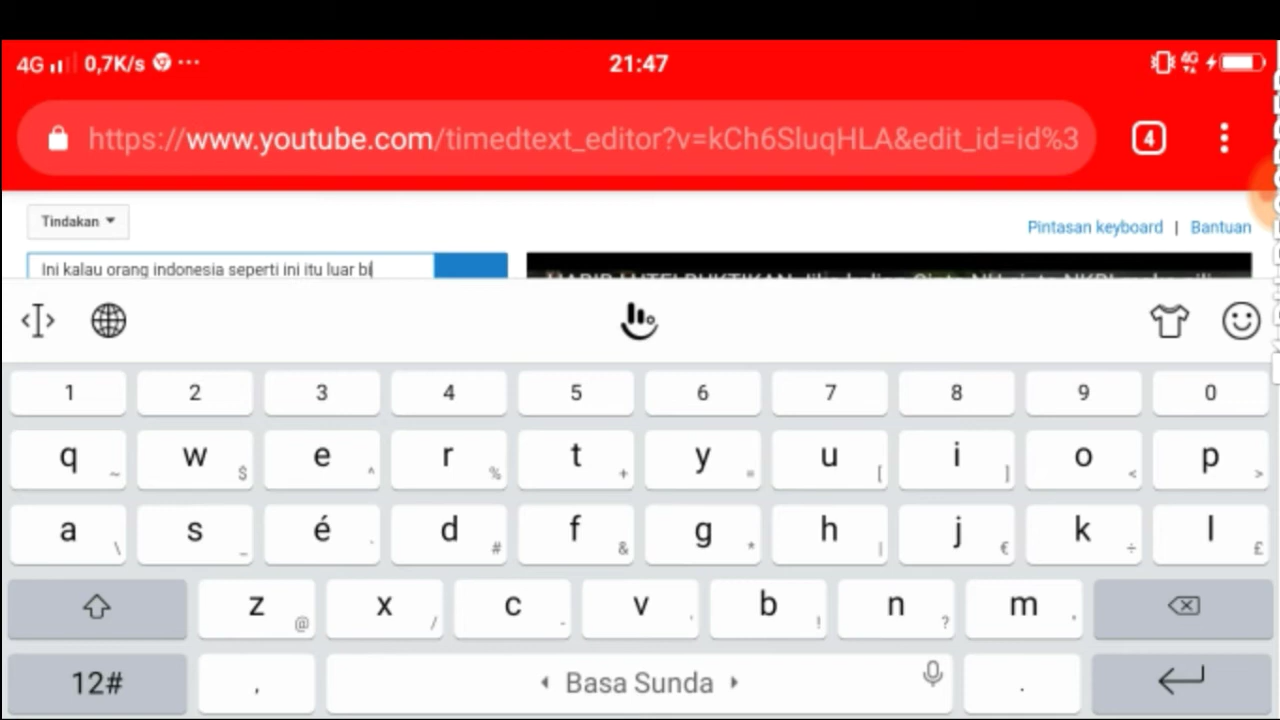 4G 0,7K/s ... 21:47 4G
https://www.youtube.com/timedtext_editor?v=kCh6SluqHLA&edit_id=id%3 4
Tindakan
Pintasan keyboard | Bantuan
Ini kalau orang indonesia seperti ini itu luar bi
1 2 3 4 5 6 7 8 9 0
q ~ w $ e ^ r % t + y = u [ i ] o < p >
a \ s _ é d # f & g * h | j € k ÷ l £
z @ x / c - v ' b ! n ? m
12# , Basa Sunda .